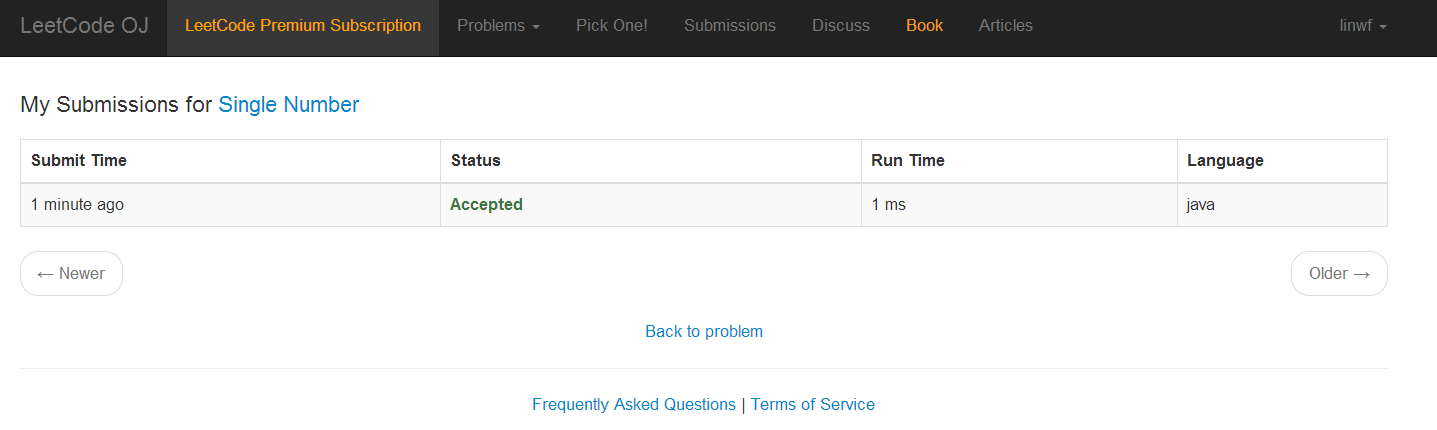 LeetCode OJ LeetCode Premium Subscription Problems Pick One! Submissions Discuss Book Articles linwf
My Submissions for Single Number
Submit Time Status Run Time Language
1 minute ago Accepted 1 ms java
← Newer Older →
Back to problem
Frequently Asked Questions | Terms of Service